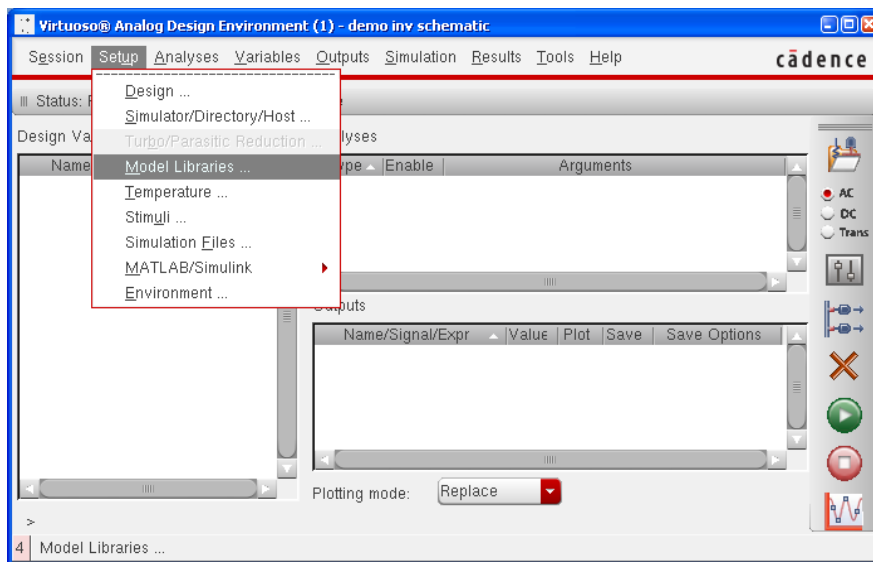 Virtuoso® Analog Design Environment (1) - demo inv schematic
Session Setup Analyses Variables Outputs Simulation Results Tools Help
cādence
Status:
Design ...
Simulator/Directory/Host ...
Turbo/Parasitic Reduction ...
Model Libraries ...
Temperature ...
Stimuli ...
Simulation Files ...
MATLAB/Simulink
Environment ...
Design Va
lyses
Name
ype Enable Arguments
AC
DC
Trans
Outputs
Name/Signal/Expr Value Plot Save Save Options
Plotting mode: Replace
>
4 Model Libraries ...